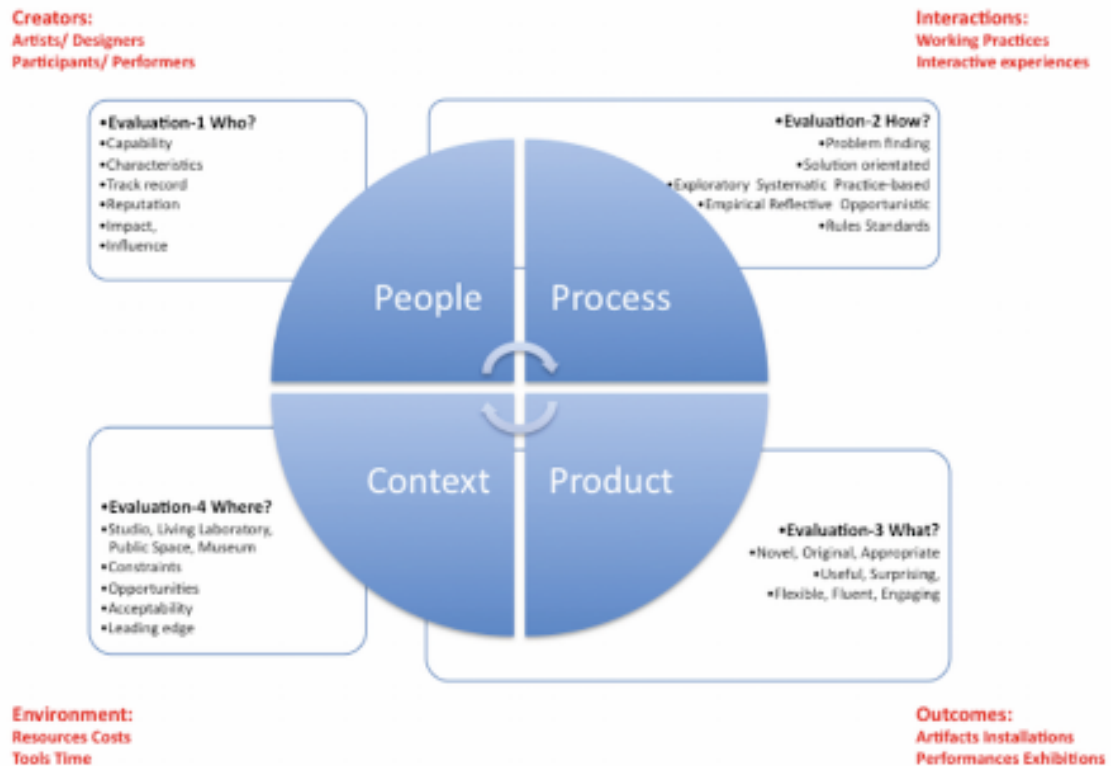 Creators:
Artists/ Designers
Participants/ Performers
Interactions:
Working Practices
Interactive experiences
•Evaluation-1 Who?
•Capability
•Characteristics
•Track record
•Reputation
•Impact,
•Influence
•Evaluation-2 How?
•Problem finding
•Solution orientated
•Exploratory Systematic Practice-based
•Empirical Reflective Opportunistic
•Rules Standards
People
Process
Context
Product
•Evaluation-4 Where?
•Studio, Living Laboratory,
Public Space, Museum
•Constraints
•Opportunities
•Acceptability
•Leading edge
•Evaluation-3 What?
•Novel, Original, Appropriate
•Useful, Surprising,
•Flexible, Fluent, Engaging
Environment:
Resources Costs
Tools Time
Outcomes:
Artifacts Installations
Performances Exhibitions